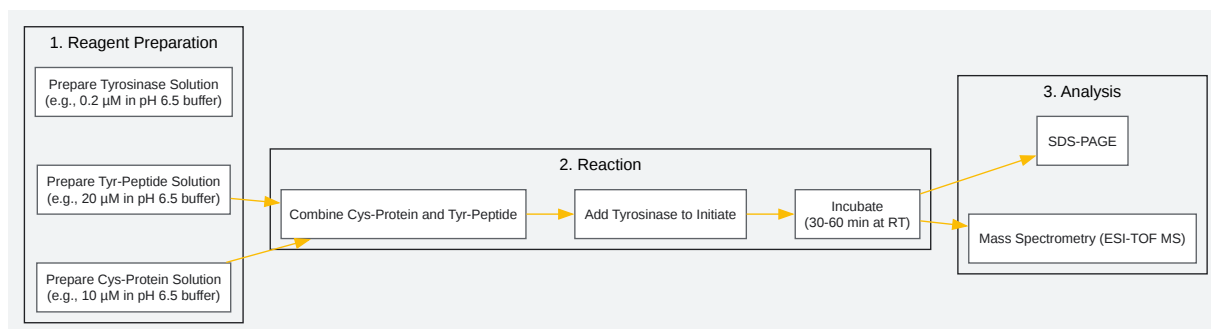 1. Reagent Preparation
Prepare Tyrosinase Solution
(e.g., 0.2 µM in pH 6.5 buffer)
Prepare Tyr-Peptide Solution
(e.g., 20 µM in pH 6.5 buffer)
Prepare Cys-Protein Solution
(e.g., 10 µM in pH 6.5 buffer)
2. Reaction
Combine Cys-Protein and Tyr-Peptide
Add Tyrosinase to Initiate
Incubate
(30-60 min at RT)
3. Analysis
SDS-PAGE
Mass Spectrometry (ESI-TOF MS)